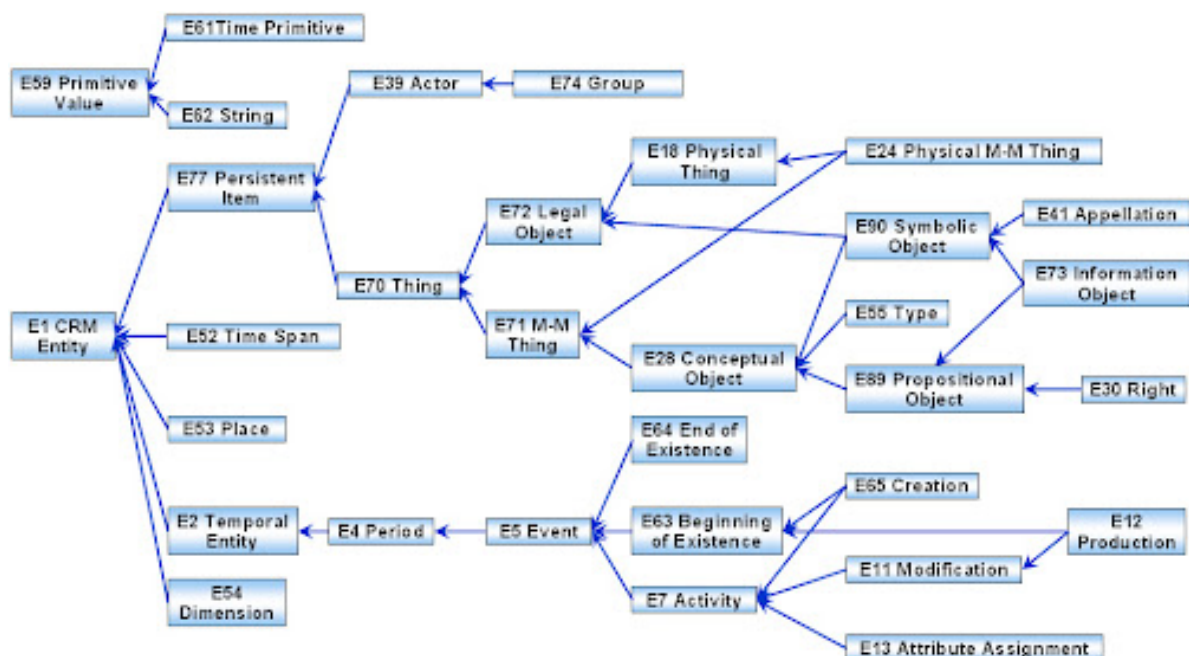 E61Time Primitive
E59 Primitive
Value
E62 String
E39 Actor
E74 Group
E77 Persistent
Item
E18 Physical
Thing
E24 Physical M-M Thing
E72 Legal
Object
E90 Symbolic
Object
E41 Appellation
E70 Thing
E73 Information
Object
E1 CRM
Entity
E52 Time Span
E71 M-M
Thing
E55 Type
E28 Conceptual
Object
E89 Propositional
Object
E30 Right
E53 Place
E64 End of
Existence
E65 Creation
E2 Temporal
Entity
E4 Period
E5 Event
E63 Beginning
of Existence
E12
Production
E11 Modification
E54
Dimension
E7 Activity
E13 Attribute Assignment